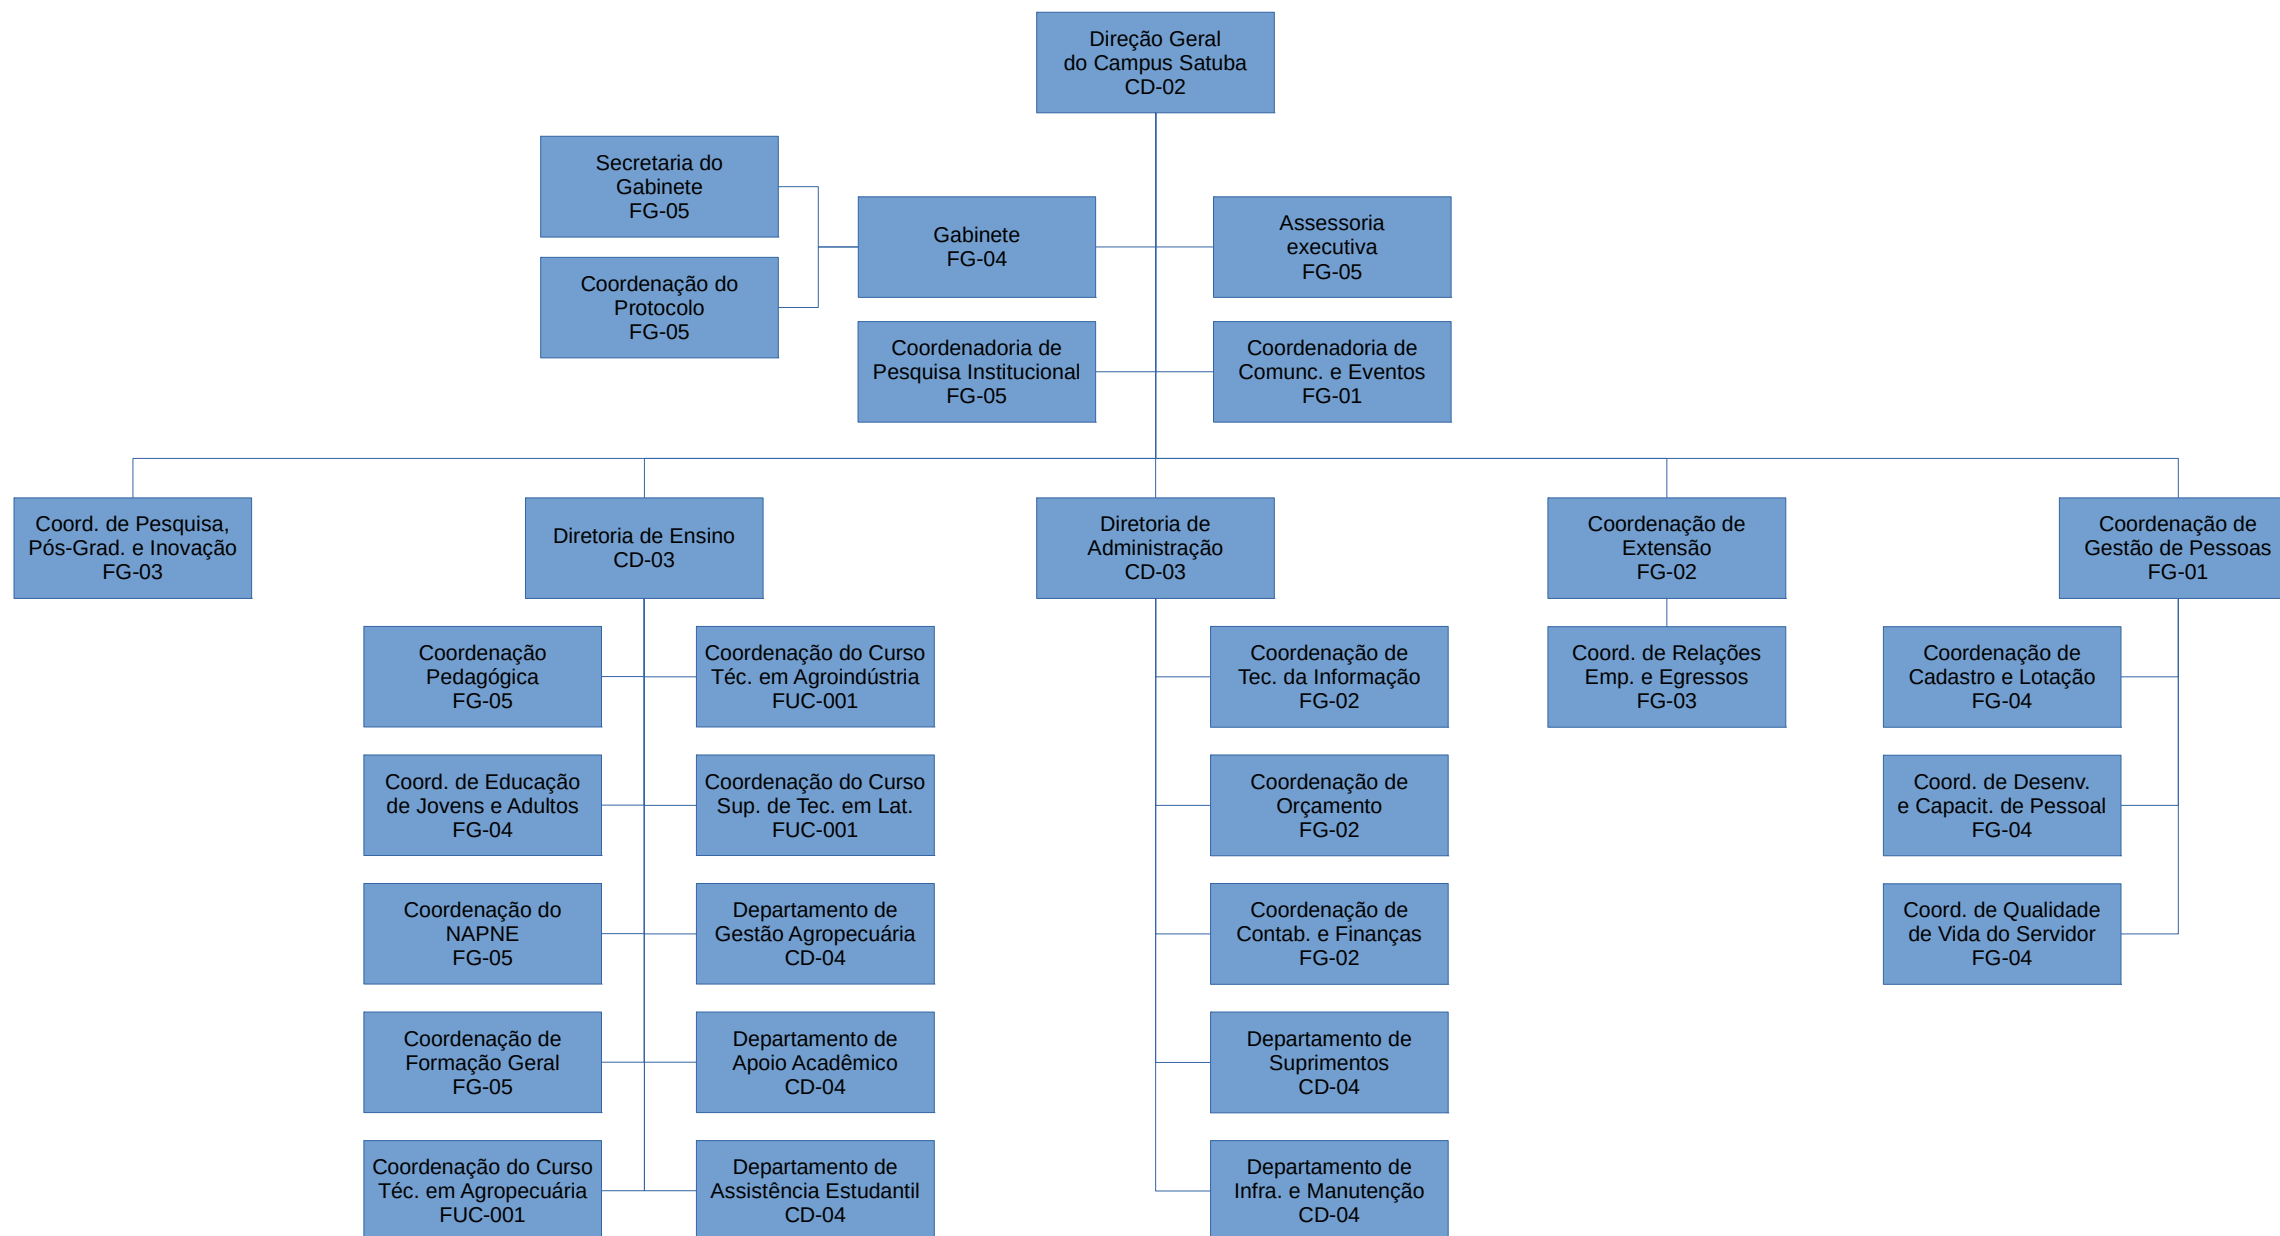 Direção Geral
do Campus Satuba
CD-02
Secretaria do
Gabinete
FG-05
Gabinete
FG-04
Assessoria
executiva
FG-05
Coordenação do
Protocolo
FG-05
Coordenadoria de
Pesquisa Institucional
FG-05
Coordenadoria de
Comunc. e Eventos
FG-01
Coord. de Pesquisa,
Pós-Grad. e Inovação
FG-03
Diretoria de Ensino
CD-03
Diretoria de
Administração
CD-03
Coordenação de
Extensão
FG-02
Coordenação de
Gestão de Pessoas
FG-01
Coordenação
Pedagógica
FG-05
Coordenação do Curso
Téc. em Agroindústria
FUC-001
Coordenação de
Tec. da Informação
FG-02
Coord. de Relações
Emp. e Egressos
FG-03
Coordenação de
Cadastro e Lotação
FG-04
Coord. de Educação
de Jovens e Adultos
FG-04
Coordenação do Curso
Sup. de Tec. em Lat.
FUC-001
Coordenação de
Orçamento
FG-02
Coord. de Desenv.
e Capacit. de Pessoal
FG-04
Coordenação do
NAPNE
FG-05
Departamento de
Gestão Agropecuária
CD-04
Coordenação de
Contab. e Finanças
FG-02
Coord. de Qualidade
de Vida do Servidor
FG-04
Coordenação de
Formação Geral
FG-05
Departamento de
Apoio Acadêmico
CD-04
Departamento de
Suprimentos
CD-04
Coordenação do Curso
Téc. em Agropecuária
FUC-001
Departamento de
Assistência Estudantil
CD-04
Departamento de
Infra. e Manutenção
CD-04